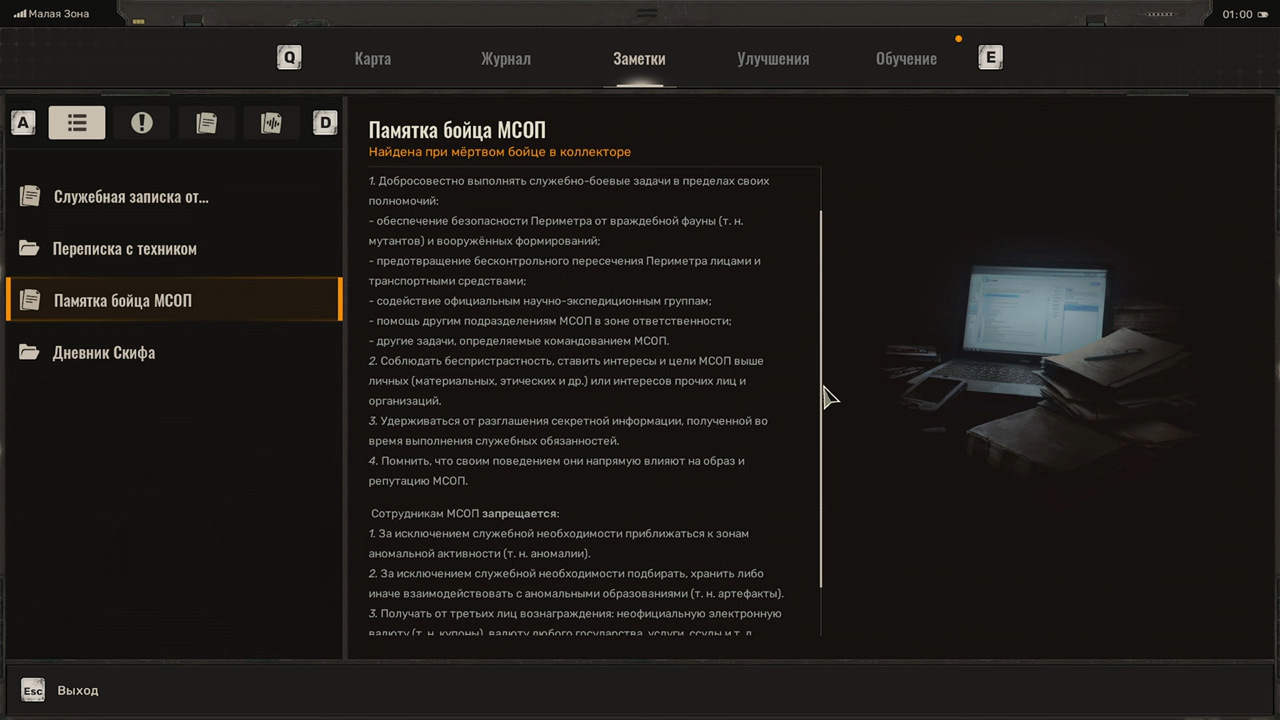 Малая Зона
01:00
Q
Карта
Журнал
Заметки
Улучшения
Обучение
E
A
D
Служебная записка от...
Переписка с техником
Памятка бойца МСОП
Дневник Скифа
Памятка бойца МСОП
Найдена при мёртвом бойце в коллекторе
1. Добросовестно выполнять служебно-боевые задачи в пределах своих
полномочий:
- обеспечение безопасности Периметра от враждебной фауны (т. н.
мутантов) и вооружённых формирований;
- предотвращение бесконтрольного пересечения Периметра лицами и
транспортными средствами;
- содействие официальным научно-экспедиционным группам;
- помощь другим подразделениям МСОП в зоне ответственности;
- другие задачи, определяемые командованием МСОП.
2. Соблюдать беспристрастность, ставить интересы и цели МСОП выше
личных (материальных, этических и др.) или интересов прочих лиц и
организаций.
3. Удерживаться от разглашения секретной информации, полученной во
время выполнения служебных обязанностей.
4. Помнить, что своим поведением они напрямую влияют на образ и
репутацию МСОП.
Сотрудникам МСОП запрещается:
1. За исключением служебной необходимости приближаться к зонам
аномальной активности (т. н. аномалии).
2. За исключением служебной необходимости подбирать, хранить либо
иначе взаимодействовать с аномальными образованиями (т. н. артефакты).
3. Получать от третьих лиц вознаграждения: неофициальную электронную
валюту (т. н. купоны), валюту любого государства, услуги, ссуды и т. д.
Esc
Выход